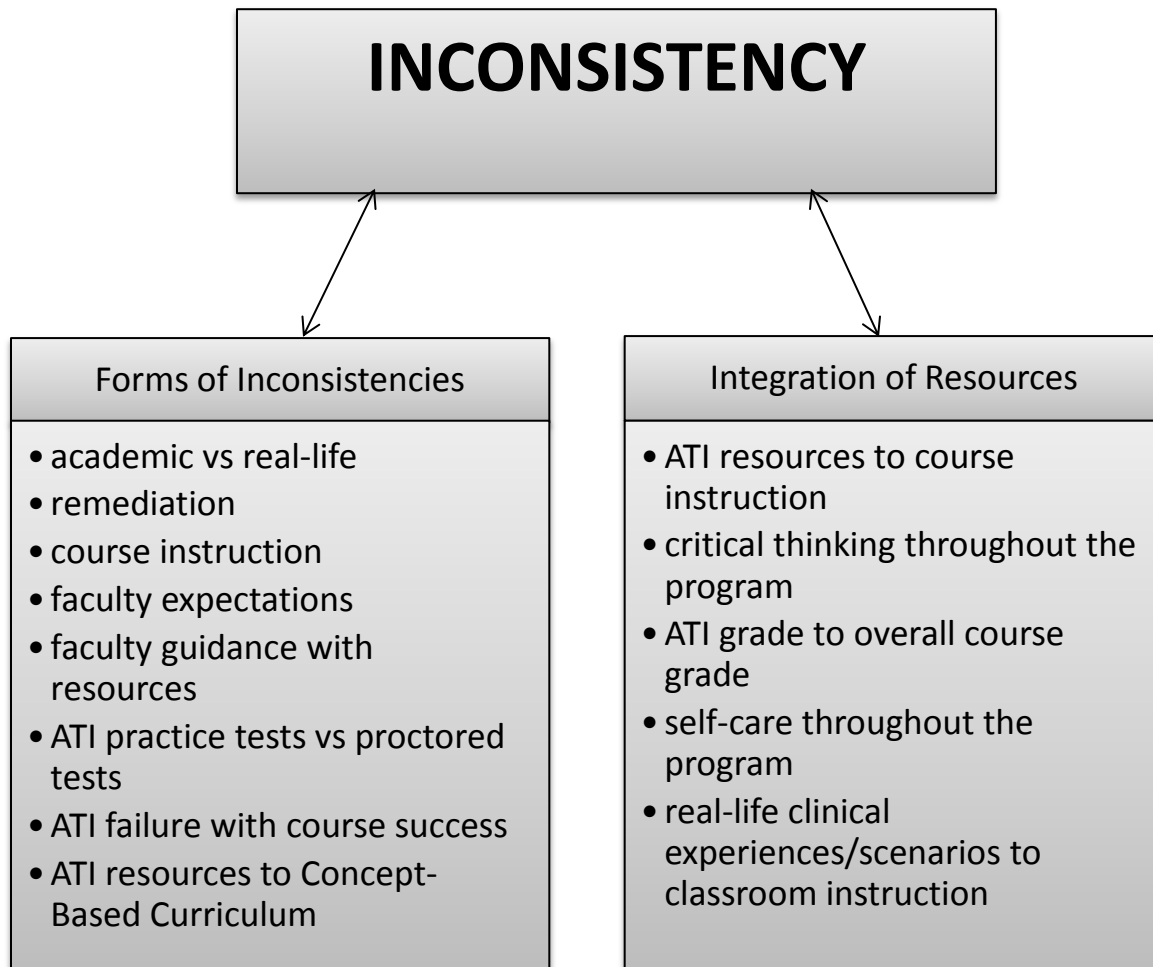 INCONSISTENCY
Forms of Inconsistencies
• academic vs real-life
• remediation
• course instruction
• faculty expectations
• faculty guidance with
resources
• ATI practice tests vs proctored
tests
• ATI failure with course success
• ATI resources to Concept-
Based Curriculum
Integration of Resources
• ATI resources to course
instruction
• critical thinking throughout the
program
• ATI grade to overall course
grade
• self-care throughout the
program
• real-life clinical
experiences/scenarios to
classroom instruction